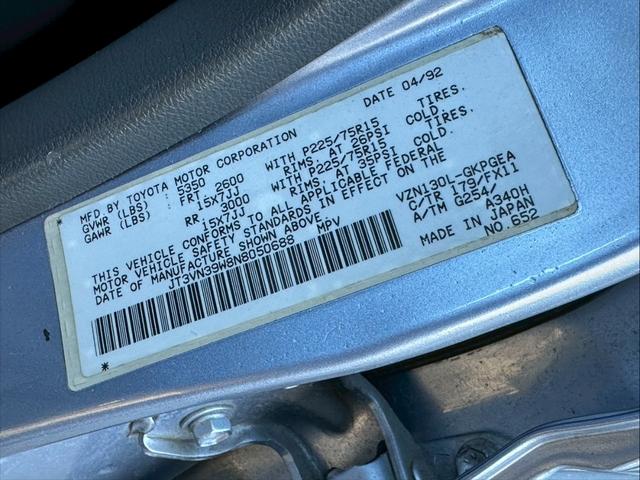 MFD BY TOYOTA MOTOR CORPORATION DATE 04/92
GVWR (LBS) 5350
GAWR (LBS) FRT 2600 WITH P225/75R15 TIRES.
15X7JJ RIMS. AT 26PSI COLD.
RR 3000 WITH P225/75R15 TIRES.
15X7JJ RIMS. AT 35PSI COLD.
THIS VEHICLE CONFORMS TO ALL APPLICABLE FEDERAL
MOTOR VEHICLE SAFETY STANDARDS IN EFFECT ON THE
DATE OF MANUFACTURE SHOWN ABOVE.
JT3VN39W8N8050688 MPV
VZN130L-GKPGEA
C/TR 179/FX11
A/TM G254/
A340H
MADE IN JAPAN
NO.652